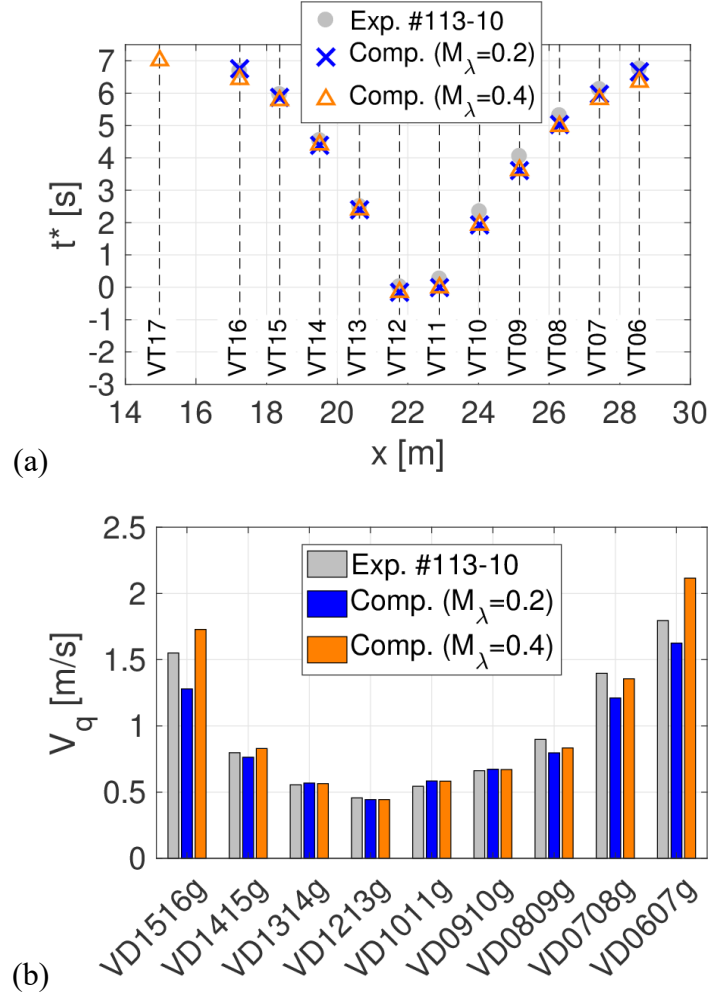 Exp. #113-10
Comp. (Mλ=0.2)
Comp. (Mλ=0.4)
7
6
5
4
3
2
1
0
-1
-2
-3
t* [s]
VT17
VT16
VT15
VT14
VT13
VT12
VT11
VT10
VT09
VT08
VT07
VT06
14 16 18 20 22 24 26 28 30
x [m]
(a)
2.5
2
1.5
1
0.5
0
Vq [m/s]
Exp. #113-10
Comp. (Mλ=0.2)
Comp. (Mλ=0.4)
VD1516g
VD1415g
VD1314g
VD1213g
VD1011g
VD0910g
VD0809g
VD0708g
VD0607g
(b)